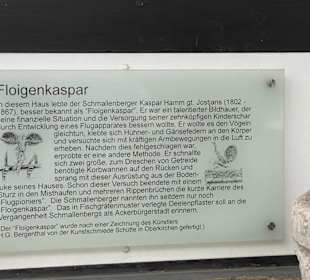 Floigenkaspar
In diesem Haus lebte der Schmallenberger Kaspar Hamm gt. Jostans (1802 -
1867), besser bekannt als "Floigenkaspar". Er war ein talentierter Bildhauer, der
seine finanzielle Situation und die Versorgung seiner zehnköpfigen Kinderschar
durch Entwicklung eines Flugapparates bessern wollte. Er wollte es den Vögeln
gleichtun, klebte sich Hühner- und Gänsefedern an den Körper
und versuchte sich mit kräftigen Armbewegungen in die Luft zu
erheben. Nachdem dies fehlgeschlagen war,
erprobte er eine andere Methode. Er schnallte
sich zwei große, zum Dreschen von Getreide
benötigte Korbwannen auf den Rücken und
sprang mit dieser Ausrüstung aus der Boden-
luke seines Hauses. Schon dieser Versuch beendete mit einem
Sturz in den Misthaufen und mehreren Rippenbrüchen die kurze Karriere des
"Flugpioniers". Die Schmallenberger nannten ihn seitdem nur noch
"Floigenkaspar". Das in Fischgrätenmuster verlegte Deelenpflaster soll an die
Vergangenheit Schmallenbergs als Ackerbürgerstadt erinnern.
(Der "Floigenkaspar" wurde nach einer Zeichnung des Künstlers
H.G. Bergenthal von der Kunstschmiede Schütte in Oberkirchen gefertigt.)